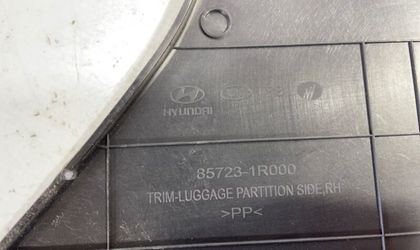 HYUNDAI
85723-1R000
TRIM-LUGGAGE PARTITION SIDE,RH
>PP<